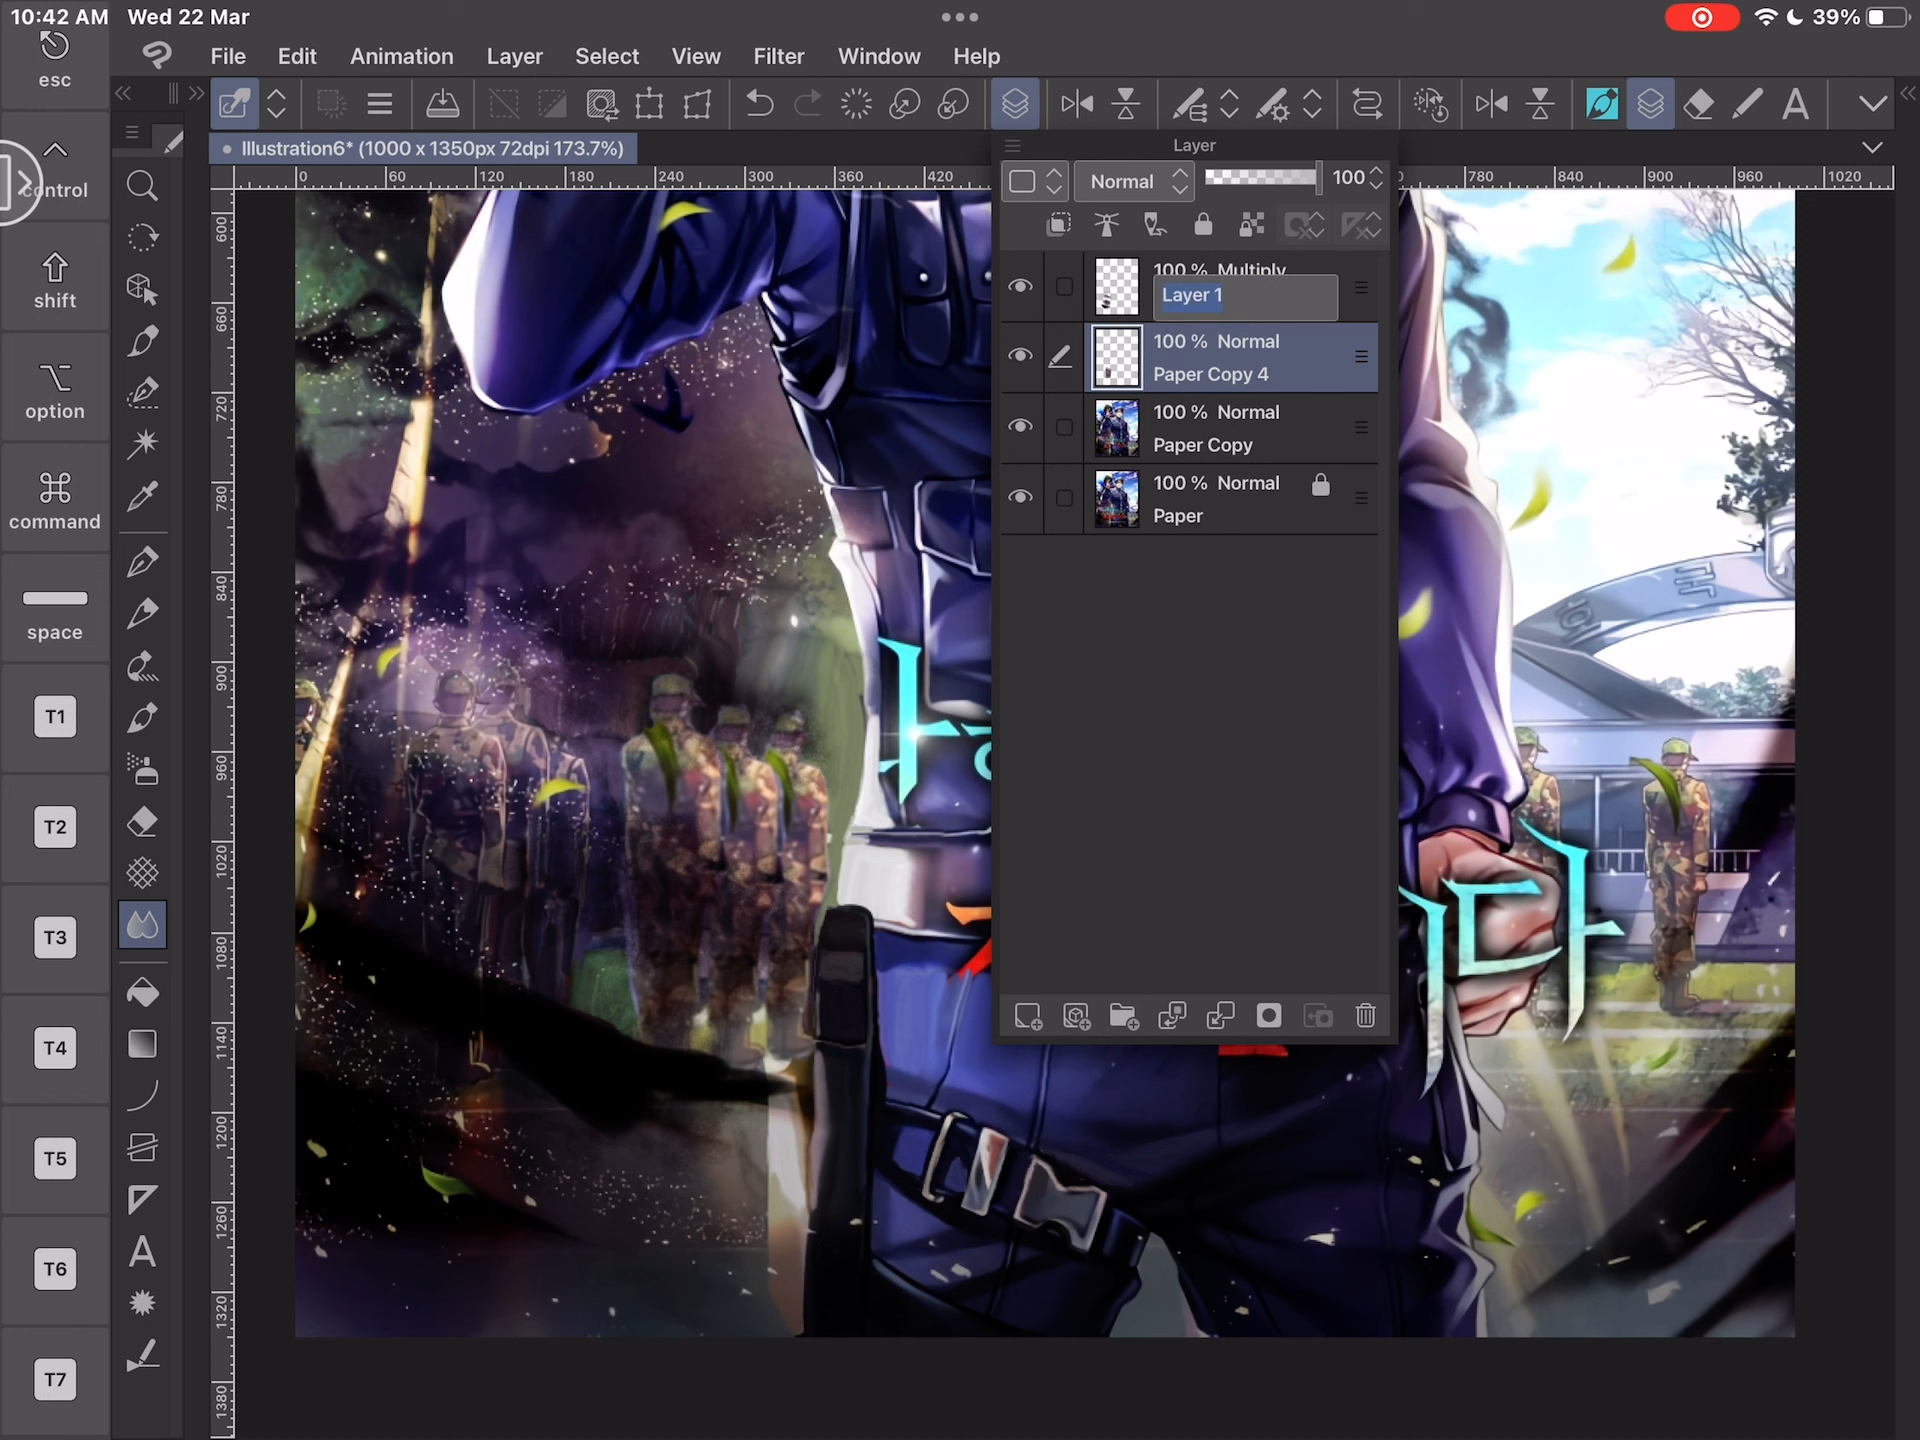 10:42 AM Wed 22 Mar
39%
File Edit Animation Layer Select View Filter Window Help
esc
control
shift
option
command
space
T1
T2
T3
T4
T5
T6
T7
Illustration6* (1000 x 1350px 72dpi 173.7%)
0 60 120 180 240 300 360 420
780 840 900 960 1020
600
660
720
780
840
900
960
1020
1080
1140
1200
1260
1320
1380
Layer
Normal 100
100 % Multiply
Layer 1
100 % Normal
Paper Copy 4
100 % Normal
Paper Copy
100 % Normal
Paper
다